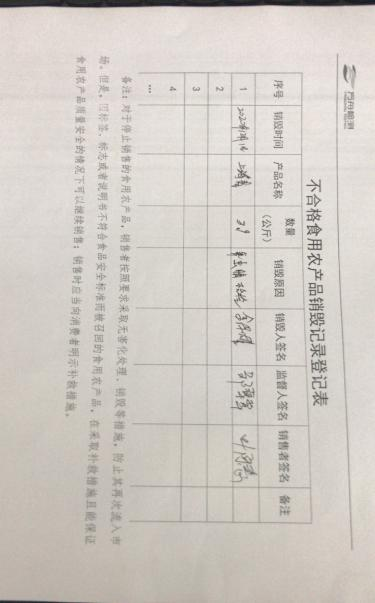 方舟检测
不合格食用农产品销毁记录登记表
序号 销毁时间 产品名称 数量（公斤） 销毁原因 销毁人签名 监督人签名 销售者签名 备注
1 上海青
2
3
4
...
备注：对于停止销售的食用农产品，销售者按照要求采取无害化处理、销毁等措施，防止其再次流入市
场。但是，因标签、标志或者说明书不符合食品安全标准而被召回的食用农产品，在采取补救措施且能保证
食用农产品质量安全的情况下可以继续销售；销售时应当向消费者明示补救措施。